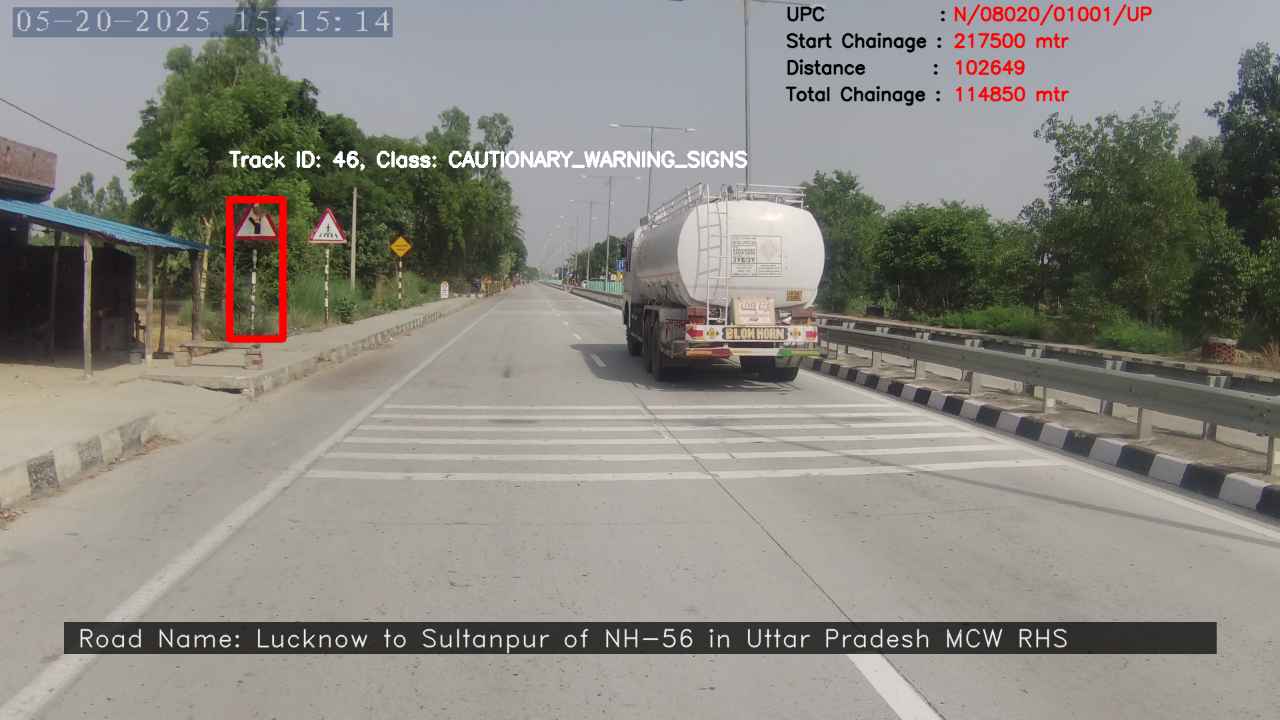 05-20-2025 15:15:14
UPC : N/08020/01001/UP
Start Chainage : 217500 mtr
Distance : 102649
Total Chainage : 114850 mtr
Track ID: 46, Class: CAUTIONARY_WARNING_SIGNS
BLOW HORN
Road Name: Lucknow to Sultanpur of NH-56 in Uttar Pradesh MCW RHS